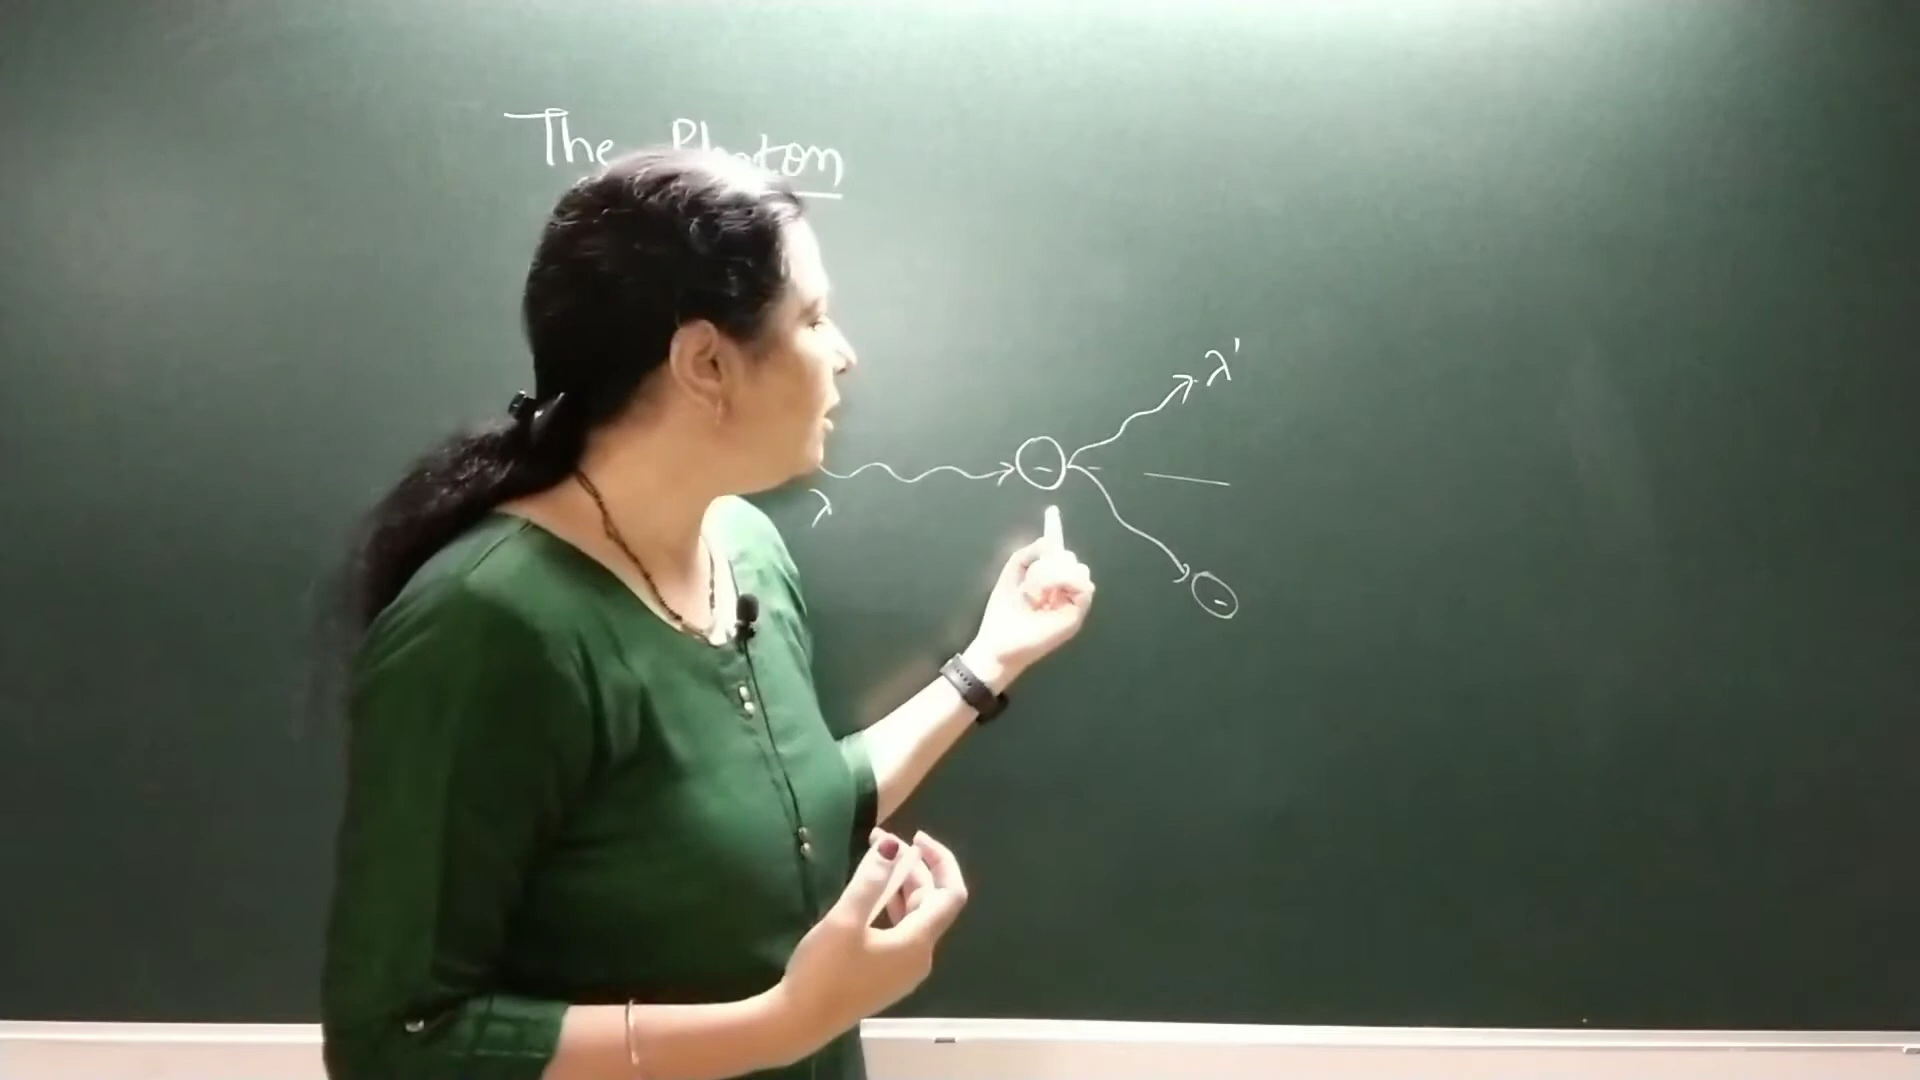 The Photon
λ'
λ